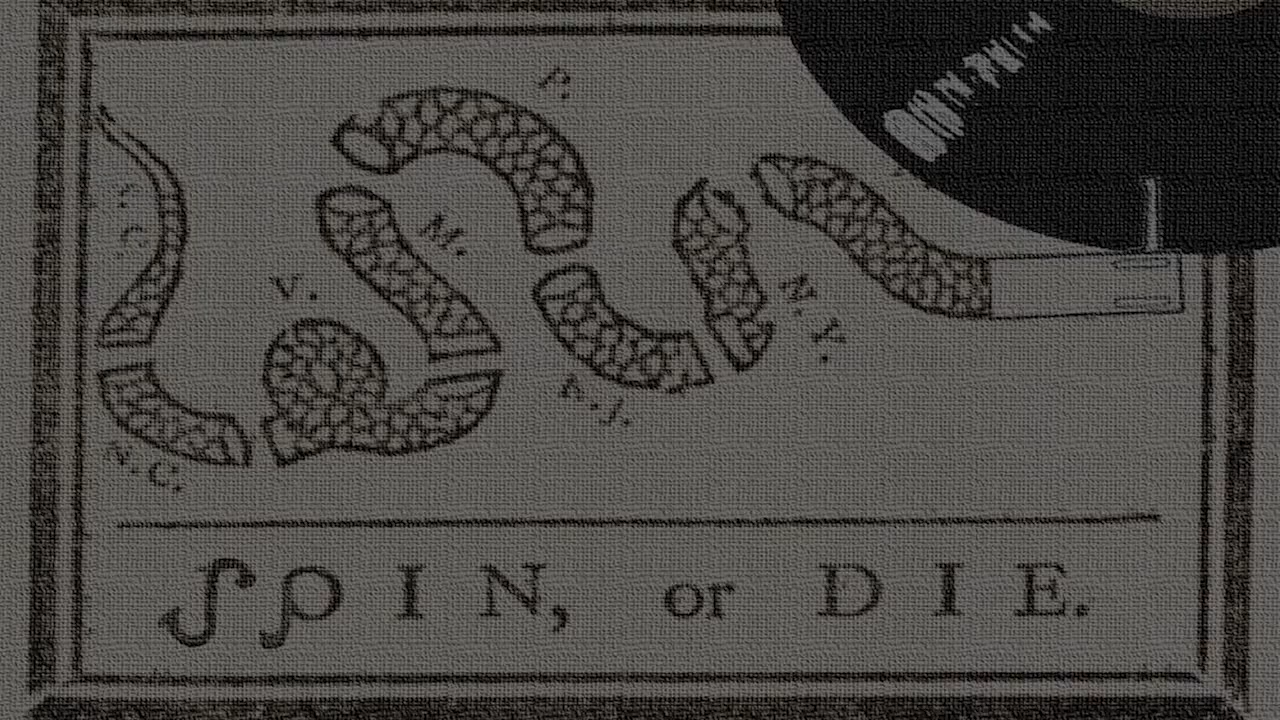 P.
M.
V.
N.Y.
N.J.
N.C.
SPIN, or DIE.